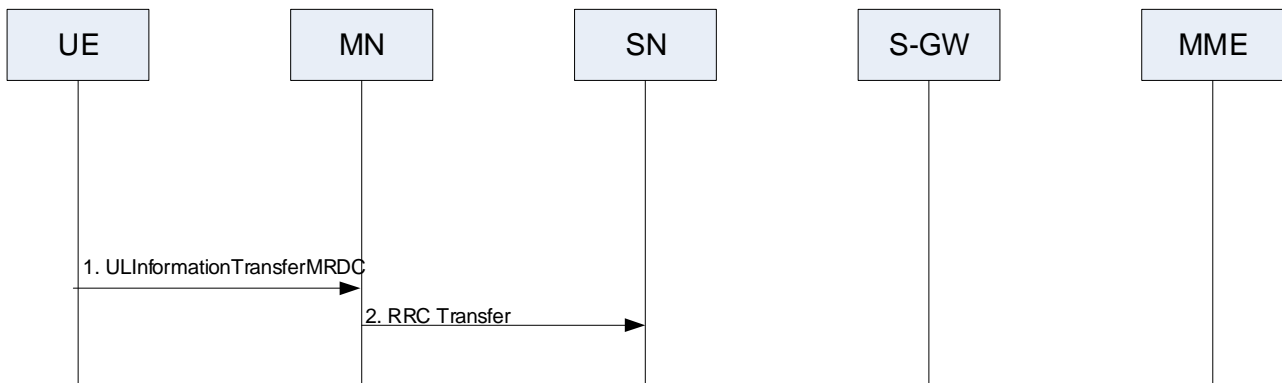 UE
MN
SN
S-GW
MME
1. ULInformationTransferMRDC
2. RRC Transfer